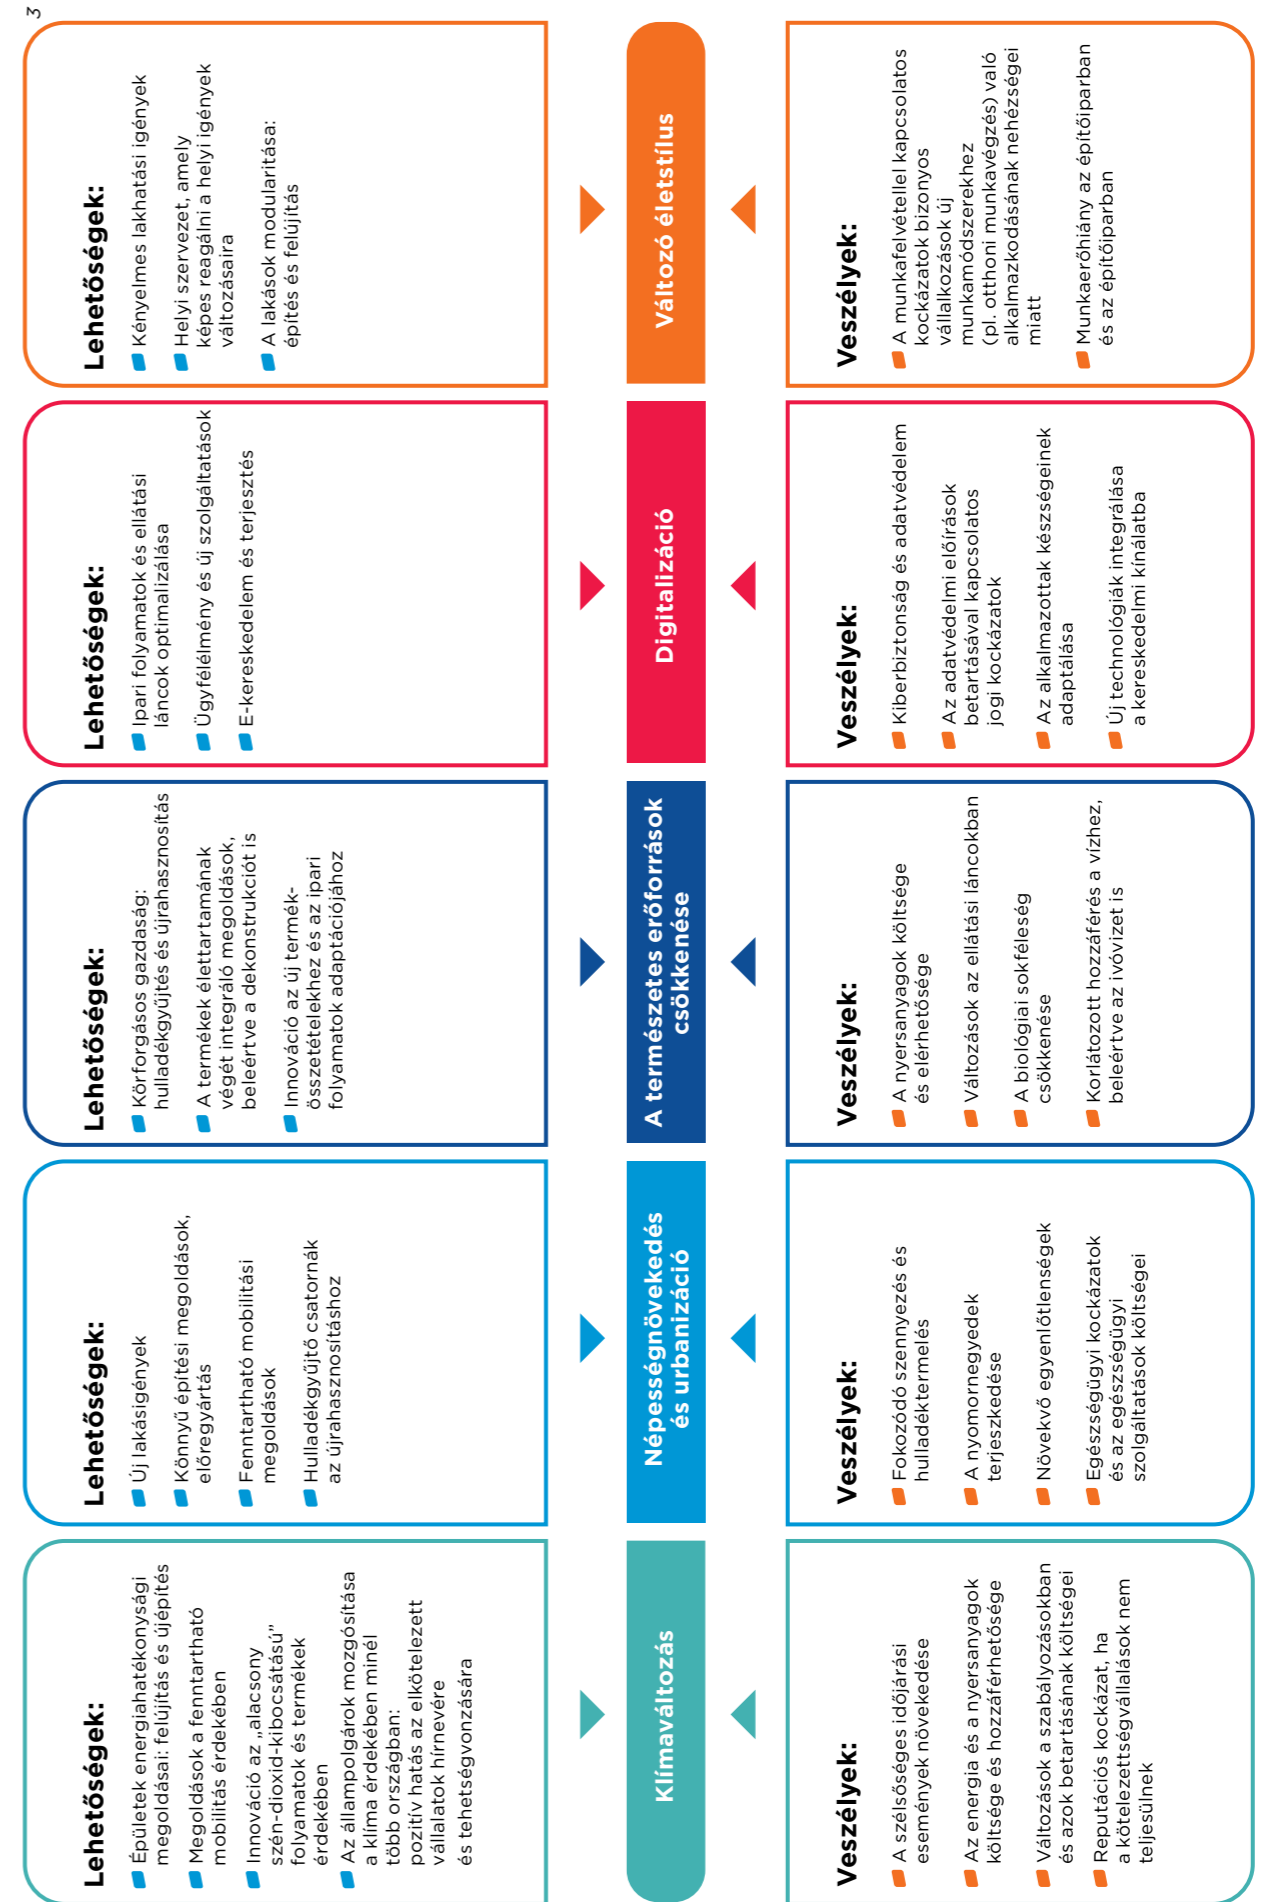 Lehetőségek:
Épületek energiahatékonysági
megoldásai: felújítás és újépítés
Megoldások a fenntartható
mobilitás érdekében
Innováció az „alacsony
szén-dioxid-kibocsátású”
folyamatok és termékek
érdekében
Az állampolgárok mozgósítása
a klíma érdekében minél
több országban:
pozitív hatás az elkötelezett
vállalatok hírnevére
és tehetségvonzására
Klímaváltozás
Veszélyek:
A szélsőséges időjárási
események növekedése
Az energia és a nyersanyagok
költsége és hozzáférhetősége
Változások a szabályozásokban
és azok betartásának költségei
Reputációs kockázat, ha
a kötelezettségvállalások nem
teljesülnek
Lehetőségek:
Új lakásigények
Könnyű építési megoldások,
előregyártás
Fenntartható mobilitási
megoldások
Hulladékgyűjtő csatornák
az újrahasznosításhoz
Népességnövekedés
és urbanizáció
Veszélyek:
Fokozódó szennyezés és
hulladéktermelés
A nyomornegyedek
terjeszkedése
Növekvő egyenlőtlenségek
Egészségügyi kockázatok
és az egészségügyi
szolgáltatások költségei
Lehetőségek:
Körforgásos gazdaság:
hulladékgyűjtés és újrahasznosítás
A termékek élettartamának
végét integráló megoldások,
beleértve a dekonstrukciót is
Innováció az új termék-
összetételekhez és az ipari
folyamatok adaptációjához
A természetes erőforrások
csökkenése
Veszélyek:
A nyersanyagok költsége
és elérhetősége
Változások az ellátási láncokban
A biológiai sokféleség
csökkenése
Korlátozott hozzáférés a vízhez,
beleértve az ivóvizet is
Lehetőségek:
Ipari folyamatok és ellátási
láncok optimalizálása
Ügyfélélmény és új szolgáltatások
E-kereskedelem és terjesztés
Digitalizáció
Veszélyek:
Kiberbiztonság és adatvédelem
Az adatvédelmi előírások
betartásával kapcsolatos
jogi kockázatok
Az alkalmazottak készségeinek
adaptálása
Új technológiák integrálása
a kereskedelmi kínálatba
Lehetőségek:
Kényelmes lakhatási igények
Helyi szervezet, amely
képes reagálni a helyi igények
változásaira
A lakások modularitása:
építés és felújítás
Változó életstílus
Veszélyek:
A munkafelvétellel kapcsolatos
kockázatok bizonyos
vállalkozások új
munkamódszerekhez
(pl. otthoni munkavégzés) való
alkalmazkodásának nehézségei
miatt
Munkaerőhiány az építőiparban
és az építőiparban
3